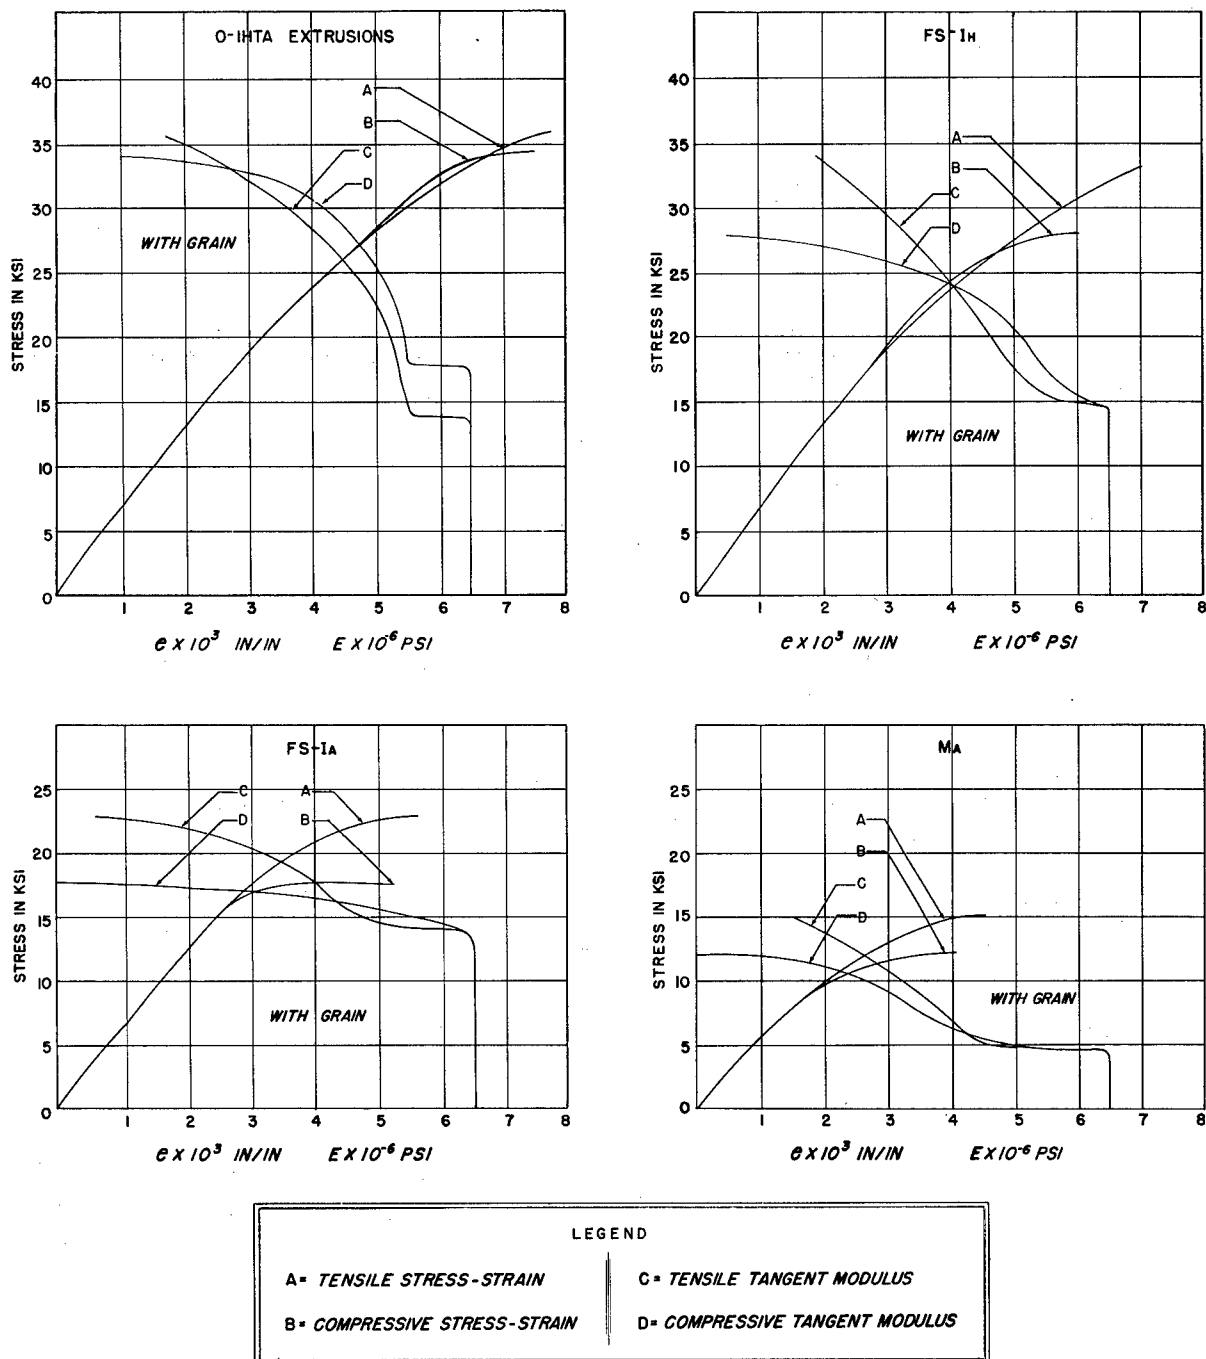 O-IHTA EXTRUSIONS
A
B
C
D
WITH GRAIN
STRESS IN KSI
40
35
30
25
20
15
10
5
0
1 2 3 4 5 6 7 8
e x 10³ IN/IN E x 10⁻⁶ PSI
FS-IH
A
B
C
D
WITH GRAIN
STRESS IN KSI
40
35
30
25
20
15
10
5
0
1 2 3 4 5 6 7 8
e x 10³ IN/IN E x 10⁻⁶ PSI
FS-IA
C A
D B
WITH GRAIN
STRESS IN KSI
25
20
15
10
5
0
1 2 3 4 5 6 7 8
e x 10³ IN/IN E x 10⁻⁶ PSI
MA
A
B
C
D
WITH GRAIN
STRESS IN KSI
25
20
15
10
5
0
1 2 3 4 5 6 7 8
e x 10³ IN/IN E x 10⁻⁶ PSI
LEGEND
A= TENSILE STRESS-STRAIN
B= COMPRESSIVE STRESS-STRAIN
C= TENSILE TANGENT MODULUS
D= COMPRESSIVE TANGENT MODULUS